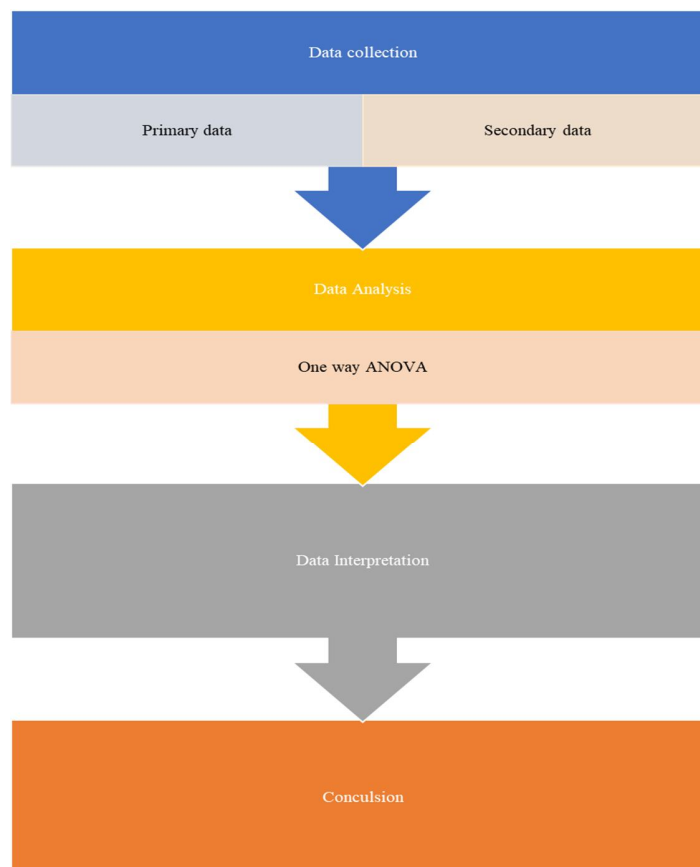 Data collection
Primary data
Secondary data
Data Analysis
One way ANOVA
Data Interpretation
Conculsion